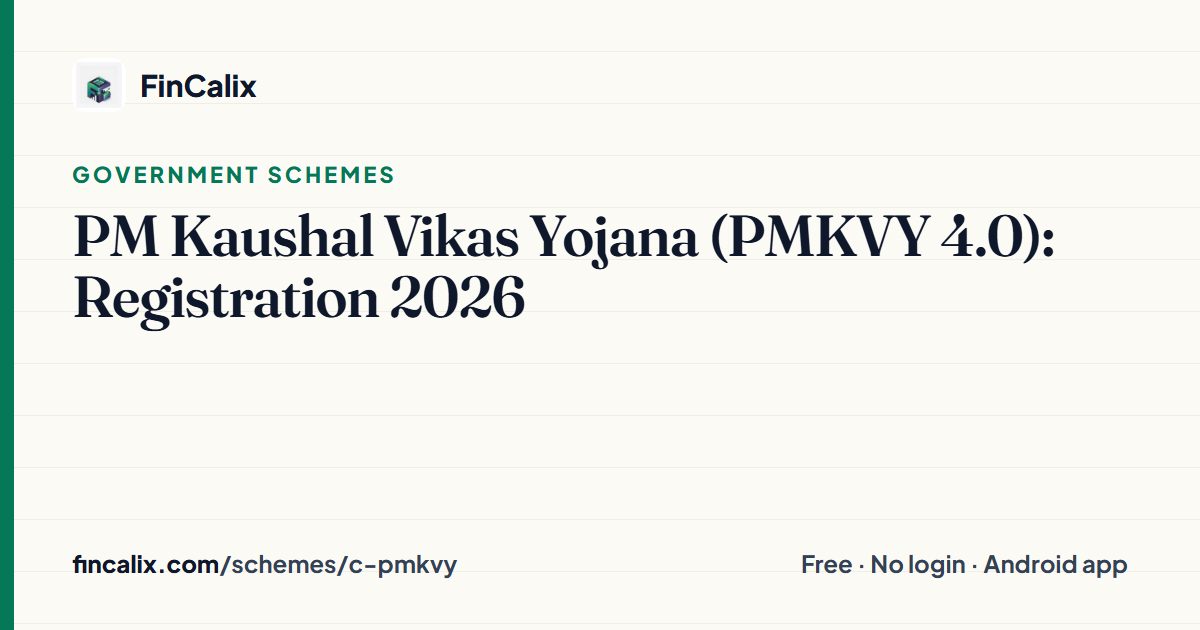 FinCalix
GOVERNMENT SCHEMES
PM Kaushal Vikas Yojana (PMKVY 4.0):
Registration 2026
fincalix.com/schemes/c-pmkvy
Free · No login · Android app